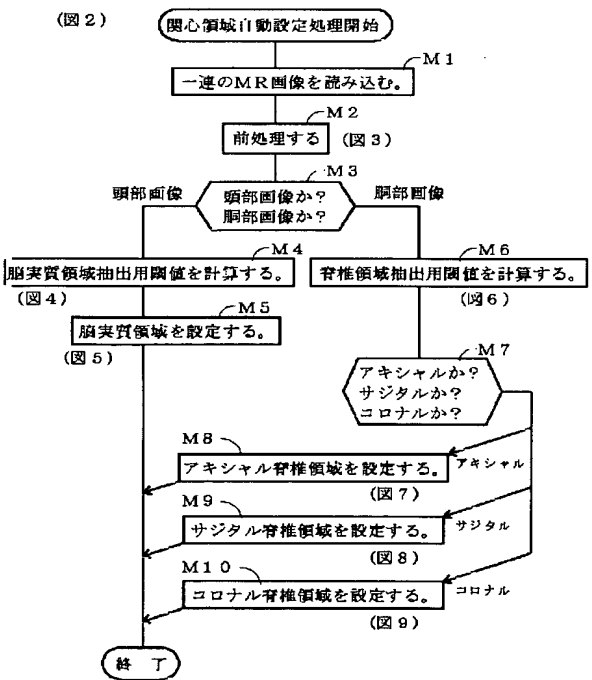 (図2)
関心領域自動設定処理開始
M1
一連のMR画像を読み込む。
M2
前処理する
(図3)
M3
頭部画像
頭部画像か?
胴部画像か?
胴部画像
M4
脳実質領域抽出用閾値を計算する。
(図4)
M6
脊椎領域抽出用閾値を計算する。
(図6)
M5
脳実質領域を設定する。
(図5)
M7
アキシャルか?
サジタルか?
コロナルか?
M8
アキシャル脊椎領域を設定する。
アキシャル
(図7)
M9
サジタル脊椎領域を設定する。
サジタル
(図8)
M10
コロナル脊椎領域を設定する。
コロナル
(図9)
終 了